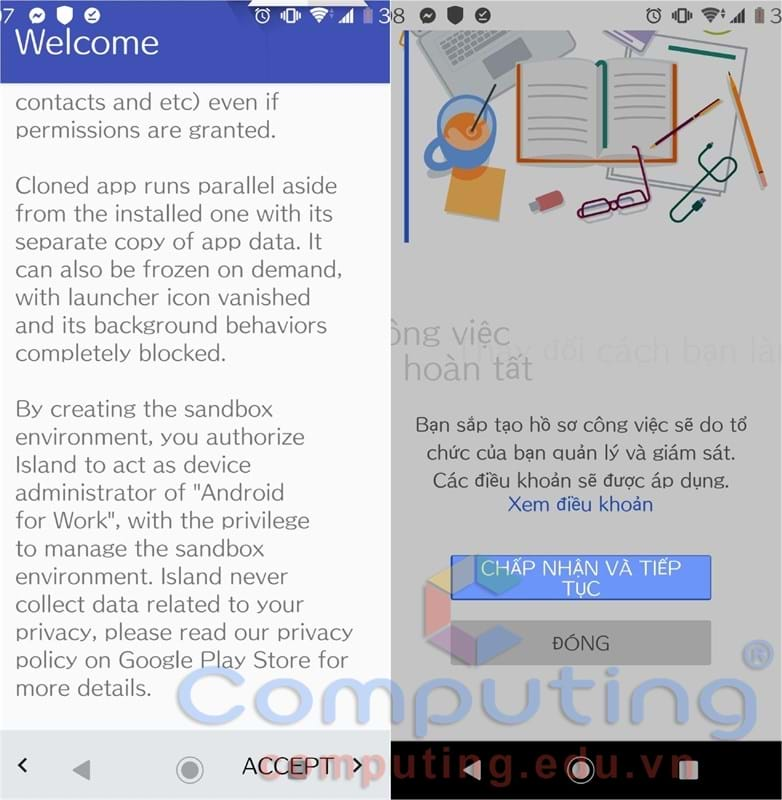 07
3
Welcome
contacts and etc) even if
permissions are granted.
Cloned app runs parallel aside
from the installed one with its
separate copy of app data. It
can also be frozen on demand,
with launcher icon vanished
and its background behaviors
completely blocked.
By creating the sandbox
environment, you authorize
Island to act as device
administrator of "Android
for Work", with the privilege
to manage the sandbox
environment. Island never
collect data related to your
privacy, please read our privacy
policy on Google Play Store for
more details.
ACCEPT
8
3
ông việc
hoàn tất
Thay đổi cách bạn làm
Bạn sắp tạo hồ sơ công việc sẽ do tổ
chức của bạn quản lý và giám sát.
Các điều khoản sẽ được áp dụng.
Xem điều khoản
CHẤP NHẬN VÀ TIẾP
TỤC
ĐÓNG
Computing®
computing.edu.vn